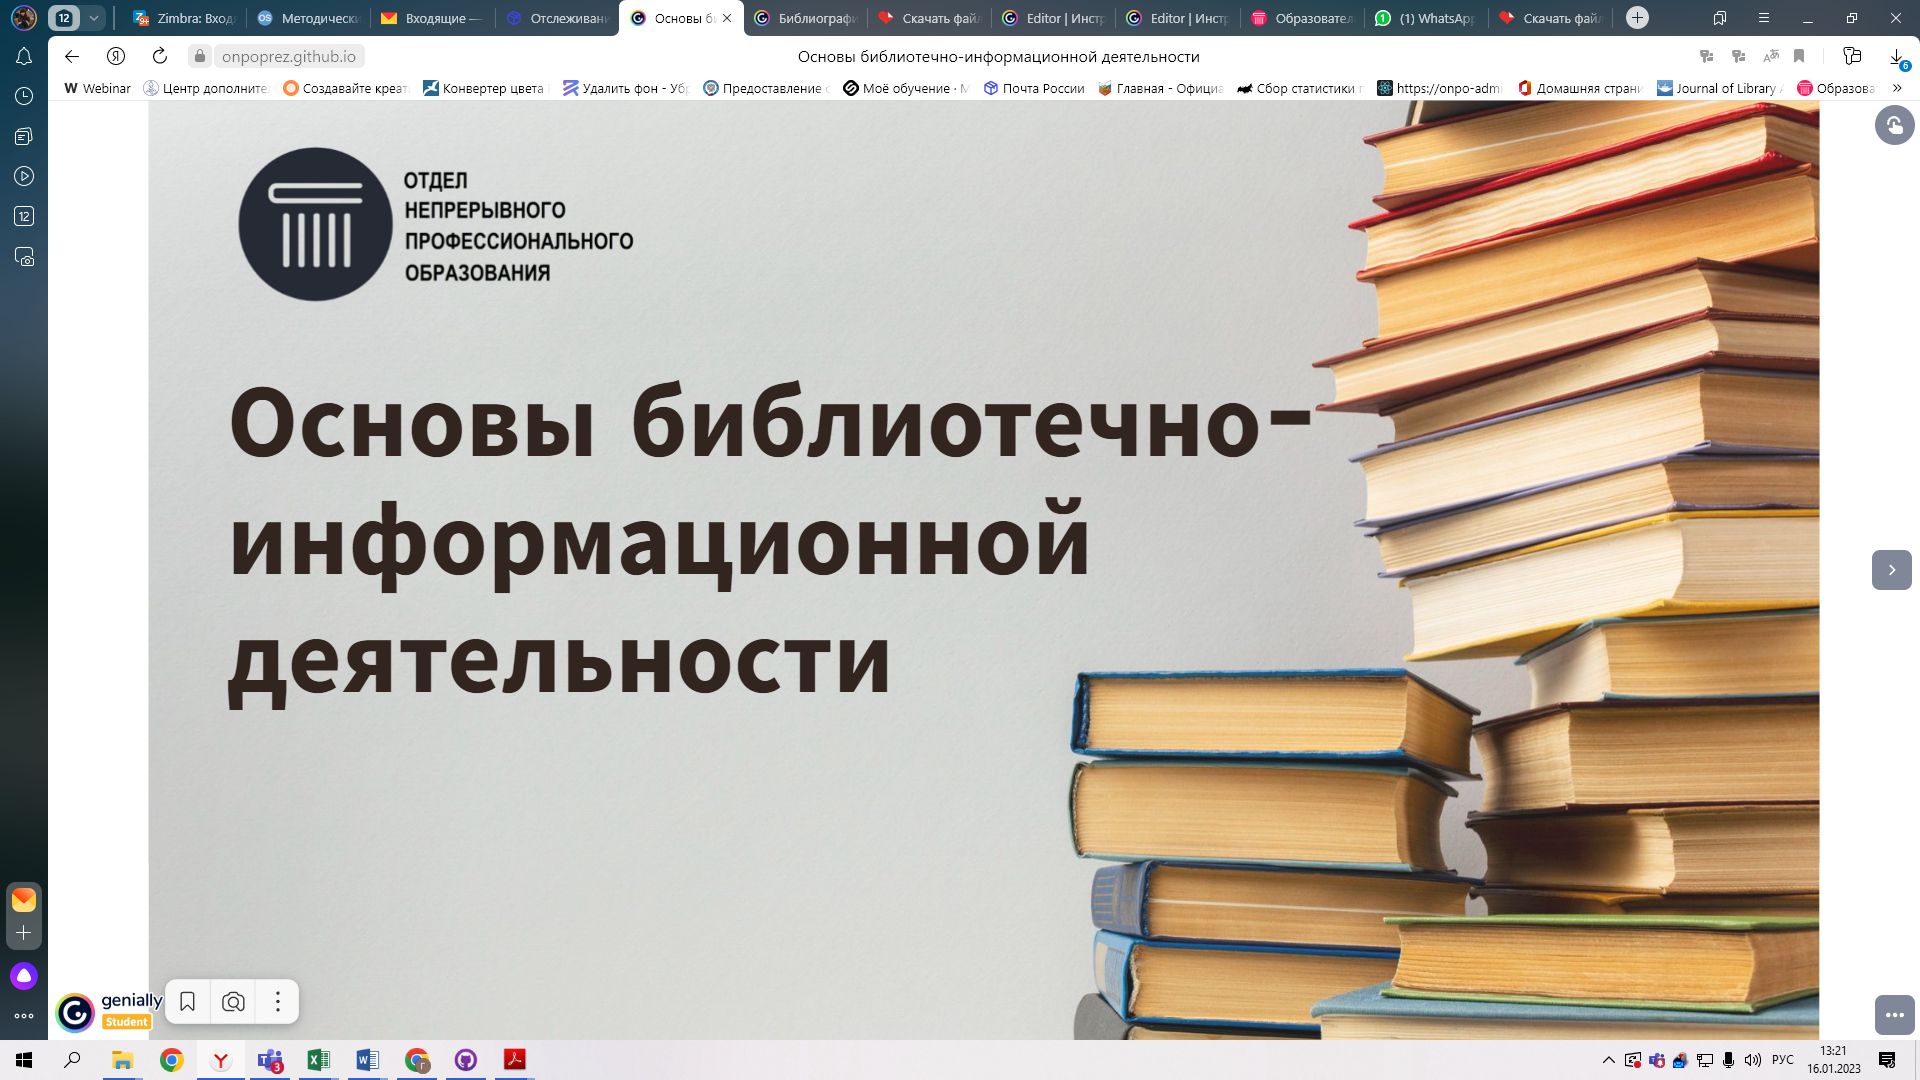 12
Zimbra: Вход
Методически
Входящие —
Отслеживани
Основы б
Библиографи
Скачать файл
Editor | Инстр
Editor | Инстр
Образовател
(1) WhatsApp
Скачать файл
onpoprez.github.io
Основы библиотечно-информационной деятельности
6
W Webinar
Центр дополните
Создавайте креат
Конвертер цвета
Удалить фон - Убр
Предоставление с
Моё обучение · М
Почта России
Главная - Официа
Сбор статистики п
https://onpo-admi
Домашняя страни
Journal of Library A
Образова
12
ОТДЕЛ
НЕПРЕРЫВНОГО
ПРОФЕССИОНАЛЬНОГО
ОБРАЗОВАНИЯ
Основы библиотечно-
информационной
деятельности
genially
Student
3
РУС
13:21
16.01.2023